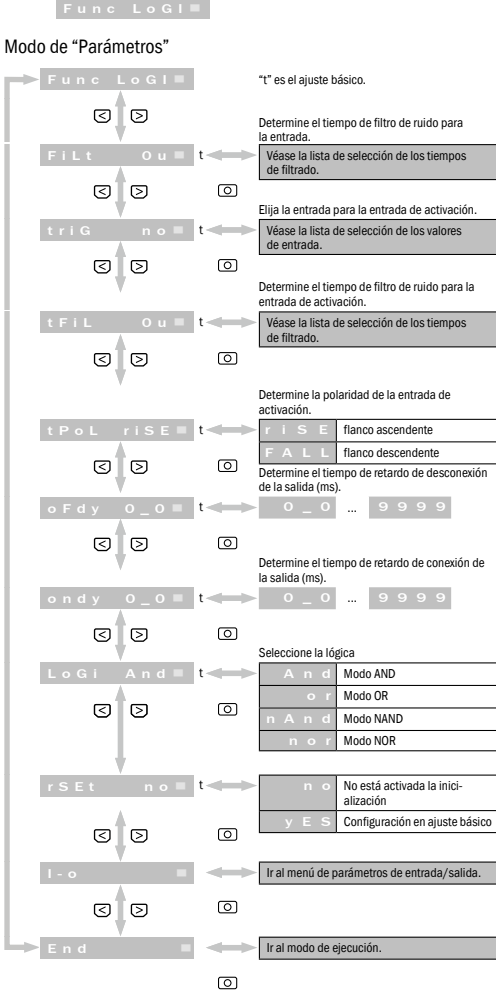 Func LoGI
Modo de “Parámetros”
Func LoGI
“t” es el ajuste básico.
Determine el tiempo de filtro de ruido para
la entrada.
FiLt 0u t
Véase la lista de selección de los tiempos
de filtrado.
Elija la entrada para la entrada de activación.
triG no t
Véase la lista de selección de los valores
de entrada.
Determine el tiempo de filtro de ruido para la
entrada de activación.
tFiL 0u t
Véase la lista de selección de los tiempos
de filtrado.
Determine la polaridad de la entrada de
activación.
tPoL riSE t
riSE flanco ascendente
FALL flanco descendente
Determine el tiempo de retardo de desconexión
de la salida (ms).
oFdy 0_0 t
0_0 ... 9999
Determine el tiempo de retardo de conexión de
la salida (ms).
ondy 0_0 t
0_0 ... 9999
Seleccione la lógica
LoGi And t
And Modo AND
or Modo OR
nAnd Modo NAND
nor Modo NOR
rSEt no t
no No está activada la inici-
alización
yES Configuración en ajuste básico
I-o
Ir al menú de parámetros de entrada/salida.
End
Ir al modo de ejecución.